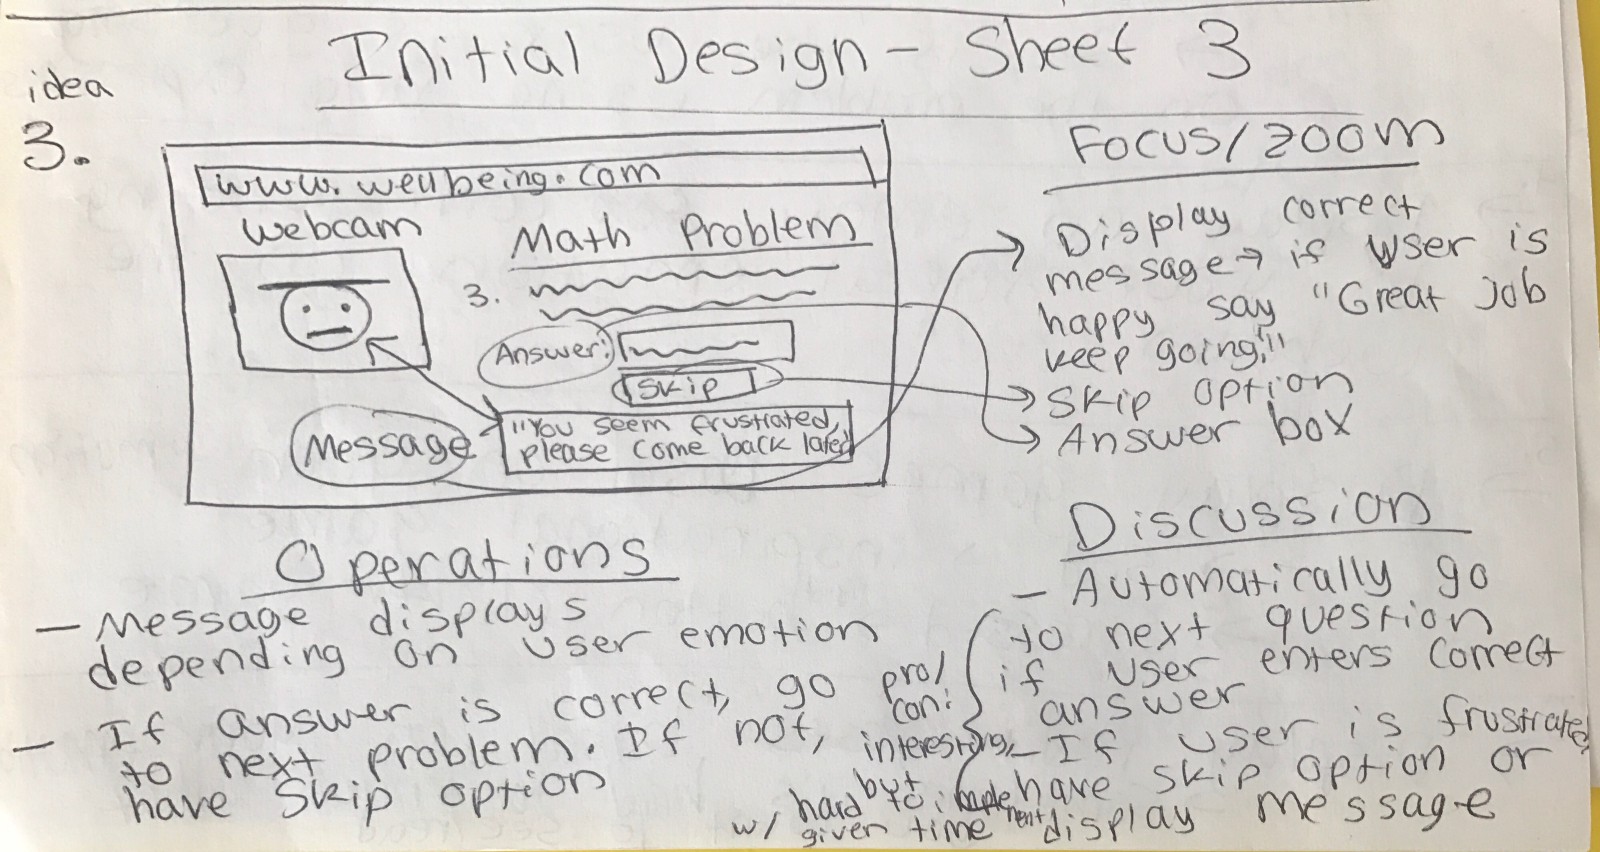 Initial Design - Sheet 3
idea
3.
www.wellbeing.com
Webcam
Math Problem
3.
Answer:
Skip
Message
"You seem frustrated,
please come back later
Focus/Zoom
Display correct
message → if user is
happy say "Great Job
keep going!"
Skip option
Answer box
Operations
- Message displays
depending on user emotion
- If answer is correct, go
to next problem. If not,
have skip option
Discussion
- Automatically go
to next question
if user enters correct
answer
- If user is frustrated
have skip option or
display message
pro/
con:
interesting,
but
hard to implement
w/ given time